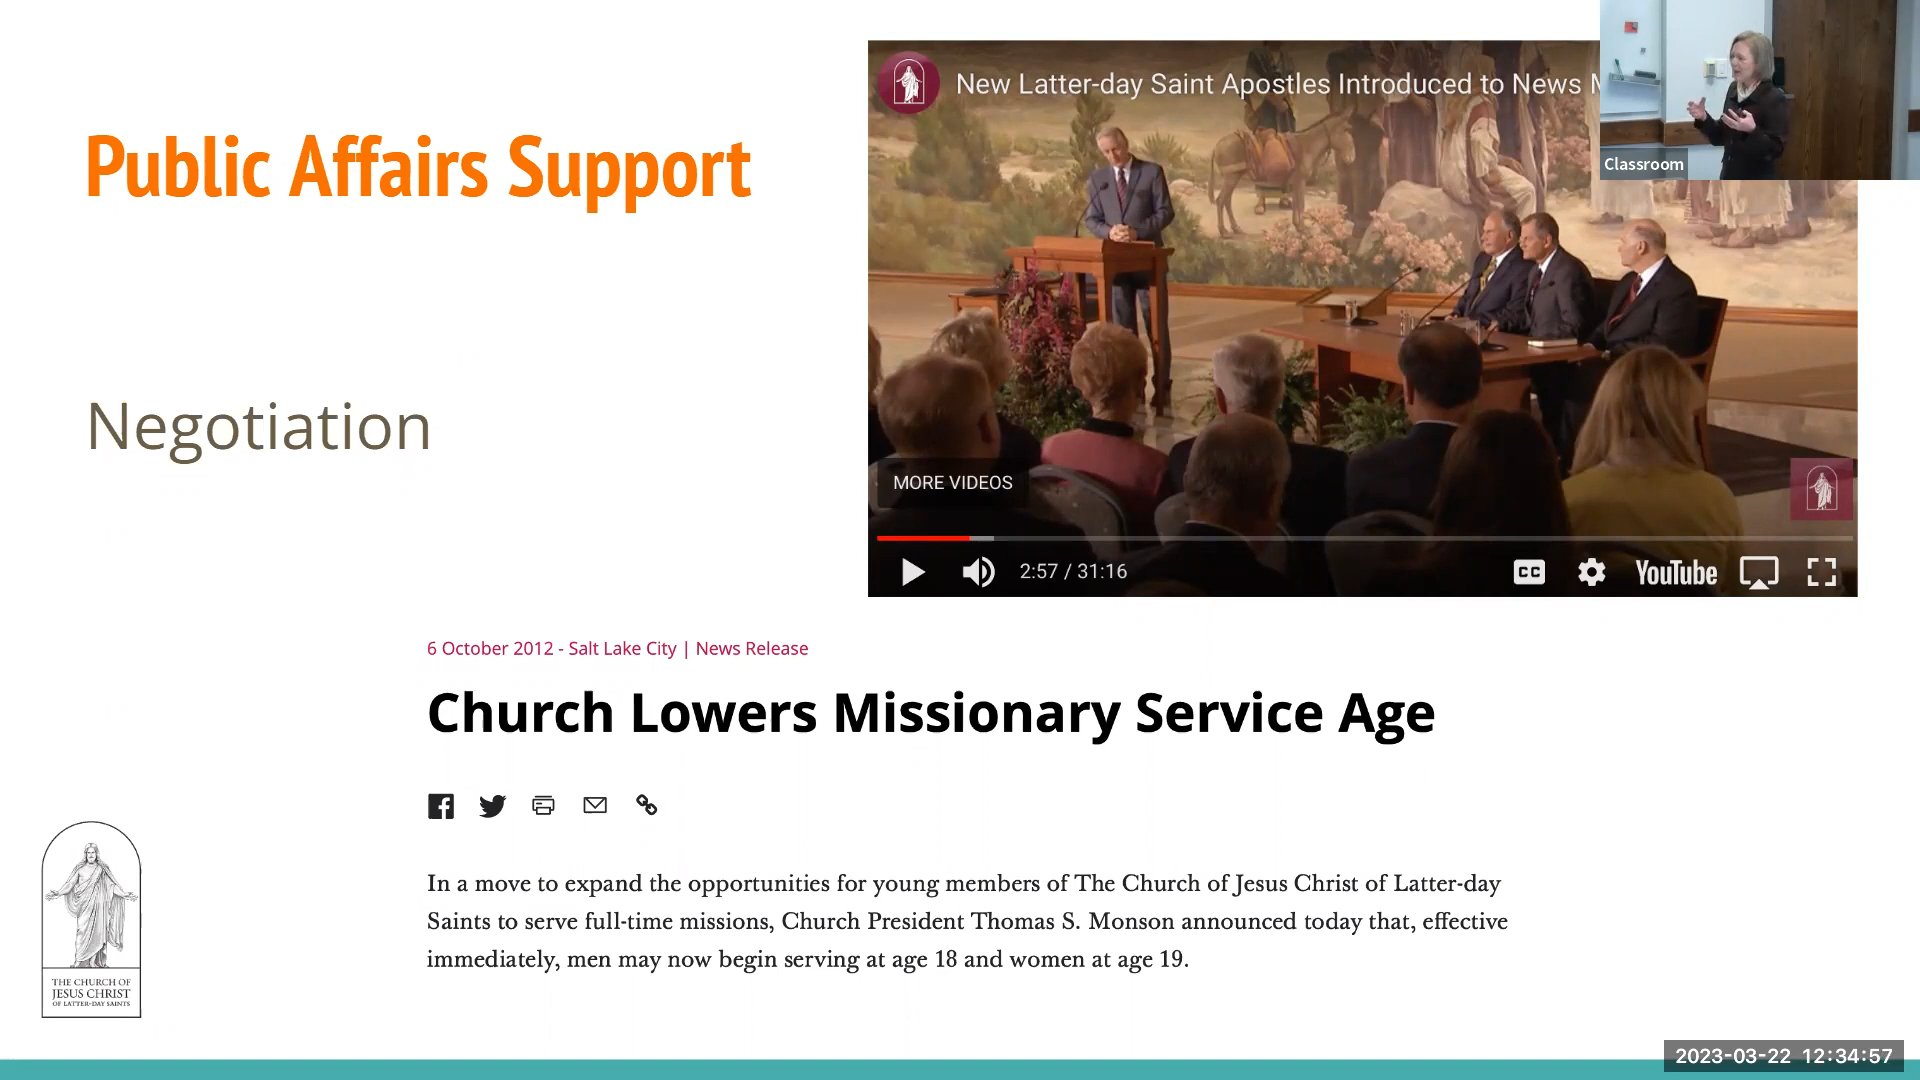 Public Affairs Support
Negotiation
New Latter-day Saint Apostles Introduced to News
Classroom
MORE VIDEOS
2:57 / 31:16
CC
YouTube
6 October 2012 - Salt Lake City | News Release
Church Lowers Missionary Service Age
In a move to expand the opportunities for young members of The Church of Jesus Christ of Latter-day
Saints to serve full-time missions, Church President Thomas S. Monson announced today that, effective
immediately, men may now begin serving at age 18 and women at age 19.
THE CHURCH OF
JESUS CHRIST
OF LATTER-DAY SAINTS
2023-03-22 12:34:57